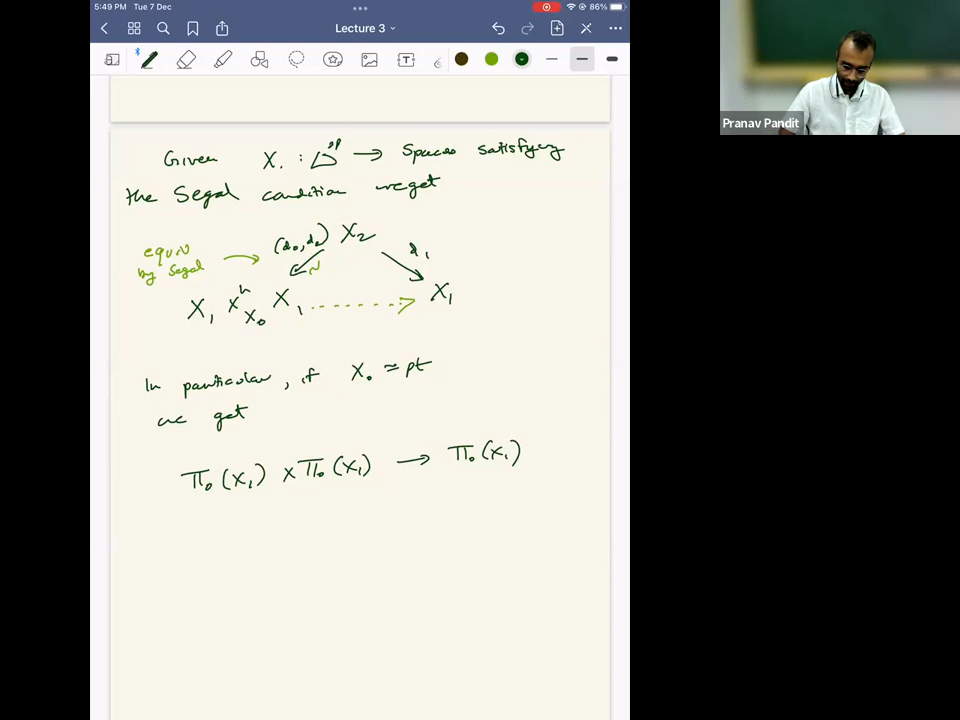 5:49 PM Tue 7 Dec
86%
Lecture 3
Given X. : Δ^op → Spaces satisfying
the Segal condition we get
(d₀, d₂) X₂ d₁
equiv
by Segal
~
X₁ ×^h_{X₀} X₁ ⇢ X₁
In particular, if X₀ ≃ pt
we get
Π₀(X₁) × Π₀(X₁) → Π₀(X₁)
Pranav Pandit